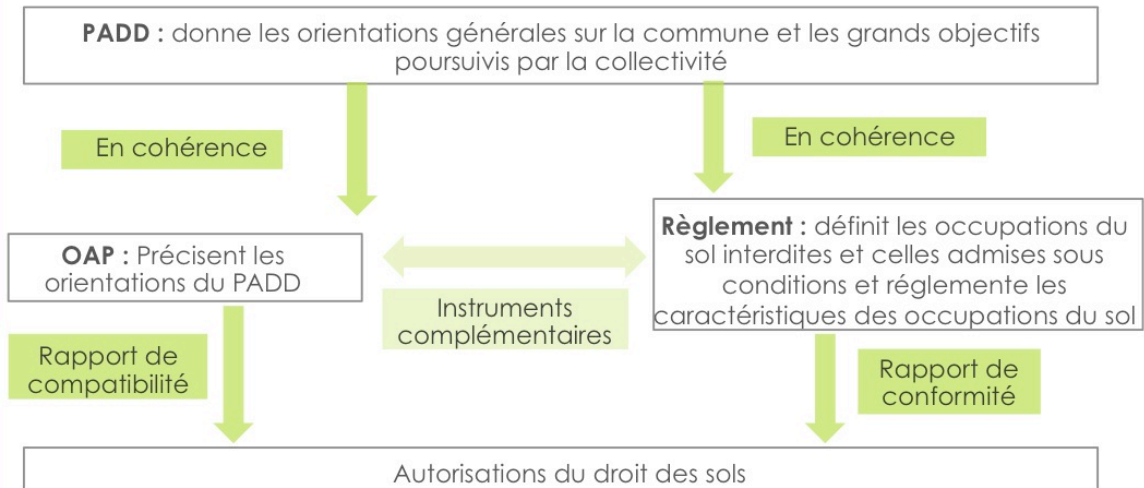 PADD : donne les orientations générales sur la commune et les grands objectifs
poursuivis par la collectivité
En cohérence
En cohérence
OAP : Précisent les
orientations du PADD
Instruments
complémentaires
Règlement : définit les occupations du
sol interdites et celles admises sous
conditions et réglemente les
caractéristiques des occupations du sol
Rapport de
compatibilité
Rapport de
conformité
Autorisations du droit des sols